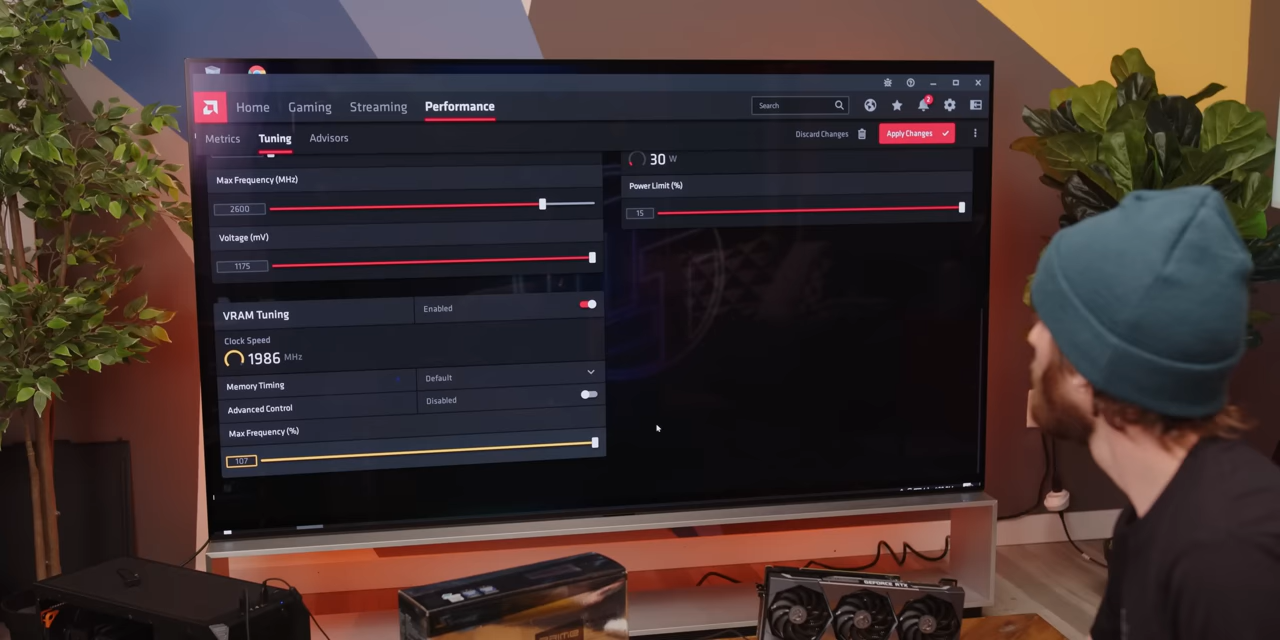 Home Gaming Streaming Performance
Search
2
Metrics Tuning Advisors
Discard Changes Apply Changes
Max Frequency (MHz)
2600
Voltage (mV)
1175
30 W
Power Limit (%)
15
VRAM Tuning Enabled
Clock Speed
1986 MHz
Memory Timing Default
Advanced Control Disabled
Max Frequency (%)
107
GEFORCE RTX